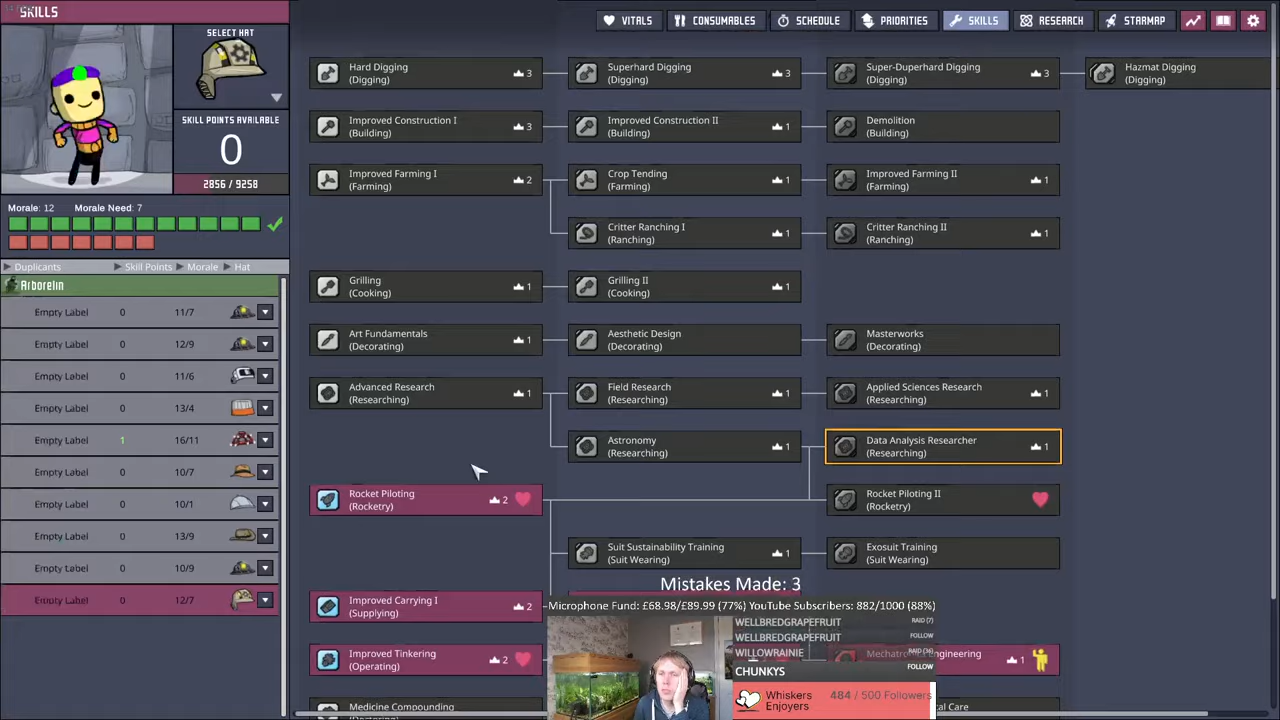 SKILLS
VITALS
CONSUMABLES
SCHEDULE
PRIORITIES
SKILLS
RESEARCH
STARMAP
SELECT HAT
SKILL POINTS AVAILABLE
0
2856 / 9258
Morale: 12 Morale Need: 7
Duplicants Skill Points Morale Hat
Arborelin
Empty Label 0 11/7
Empty Label 0 12/9
Empty Label 0 11/6
Empty Label 0 13/4
Empty Label 1 16/11
Empty Label 0 10/7
Empty Label 0 10/1
Empty Label 0 13/9
Empty Label 0 10/9
Empty Label 0 12/7
Hard Digging
(Digging)
3
Superhard Digging
(Digging)
3
Super-Duperhard Digging
(Digging)
3
Hazmat Digging
(Digging)
Improved Construction I
(Building)
3
Improved Construction II
(Building)
1
Demolition
(Building)
Improved Farming I
(Farming)
2
Crop Tending
(Farming)
1
Improved Farming II
(Farming)
1
Critter Ranching I
(Ranching)
1
Critter Ranching II
(Ranching)
1
Grilling
(Cooking)
1
Grilling II
(Cooking)
1
Art Fundamentals
(Decorating)
1
Aesthetic Design
(Decorating)
Masterworks
(Decorating)
Advanced Research
(Researching)
1
Field Research
(Researching)
1
Applied Sciences Research
(Researching)
1
Astronomy
(Researching)
1
Data Analysis Researcher
(Researching)
1
Rocket Piloting
(Rocketry)
2
Rocket Piloting II
(Rocketry)
Suit Sustainability Training
(Suit Wearing)
1
Exosuit Training
(Suit Wearing)
Mistakes Made: 3
Improved Carrying I
(Supplying)
2
Microphone Fund: £68.98/£89.99 (77%) YouTube Subscribers: 882/1000 (88%)
WELLBREDGRAPEFRUIT RAID (7)
WELLBREDGRAPEFRUIT FOLLOW
WILLOWRAINIE
CHUNKYS FOLLOW
Improved Tinkering
(Operating)
2
Mechatronics Engineering
1
Whiskers
Enjoyers
484 / 500 Followers
Medicine Compounding